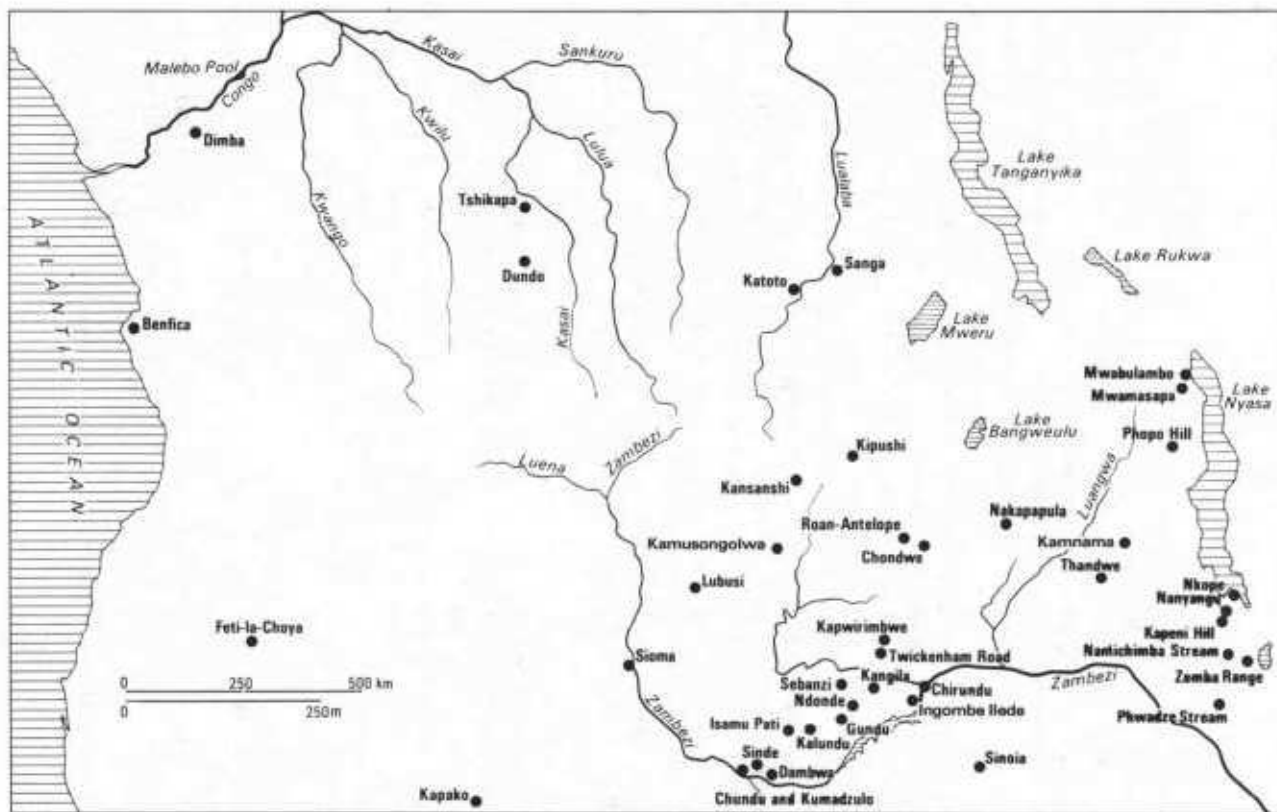 Kasai
Sankuru
Malebo Pool
Congo
Dimba
Kwilu
Lulua
Lualaba
Lake
Tanganyika
Kwango
Tshikapa
Dundo
Kasai
Katoto
Sanga
Lake Rukwa
Lake
Mweru
ATLANTIC OCEAN
Benfica
Mwabulambo
Mwamasapa
Lake
Nyasa
Lake
Bangweulu
Phopo Hill
Luena
Zambezi
Kipushi
Kansanshi
Luangwa
Nakapapula
Roan-Antelope
Chondwe
Kamusongolwa
Kamnama
Thandwe
Lubusi
Nkope
Nanyangu
Kapeni Hill
Feti-la-Choya
Kapwirimbwe
Twickenham Road
Nantichimba Stream
Zomba Range
Sioma
Zambezi
0 250 500 km
0 250m
Sebanzi
Kangila
Chirundu
Ndonde
Ingombe Ilede
Phwadze Stream
Zambezi
Isamu Pati
Kalundu
Gundu
Sinde
Dambwa
Sinoia
Chundu and Kumadzulo
Kapako